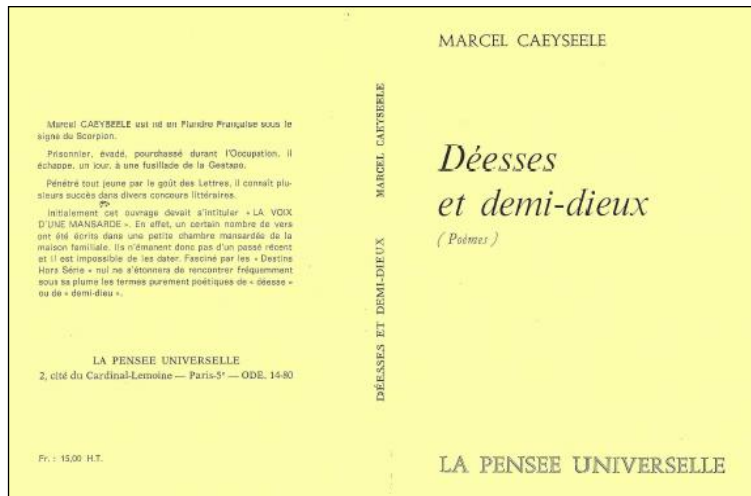 Marcel CAEYSEELE est né en Flandre Française sous le
signe du Scorpion.
Prisonnier, évadé, pourchassé durant l'Occupation, il
échappe, un jour, à une fusillade de la Gestapo.
Pénétré tout jeune par le goût des Lettres, il connaît plu-
sieurs succès dans divers concours littéraires.
Initialement cet ouvrage devait s'intituler « LA VOIX
D'UNE MANSARDE ». En effet, un certain nombre de vers
ont été écrits dans une petite chambre mansardée de la
maison familiale. Ils n'émanent donc pas d'un passé récent
et il est impossible de les dater. Fasciné par les « Destins
Hors Série » nul ne s'étonnera de rencontrer fréquemment
sous sa plume les termes purement poétiques de « déesse »
ou de « demi-dieu ».
LA PENSEE UNIVERSELLE
2, cité du Cardinal-Lemoine — Paris-5e — ODE. 14-80
Fr. : 15,00 H.T.
DÉESSES ET DEMI-DIEUX MARCEL CAEYSEELE
MARCEL CAEYSEELE
Déesses
et demi-dieux
( Poèmes )
LA PENSEE UNIVERSELLE